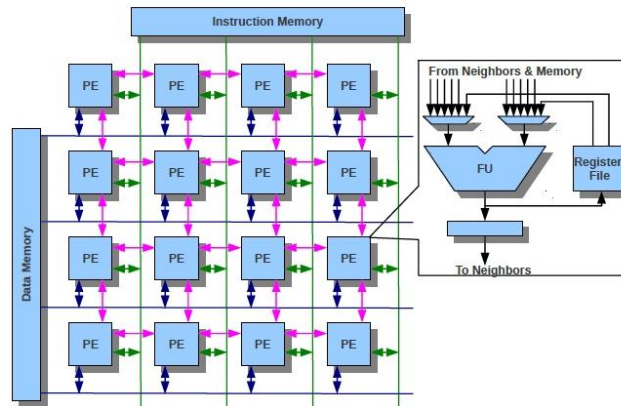 Instruction Memory
PE PE PE PE
From Neighbors & Memory
Data Memory
PE PE PE PE
FU
Register
File
PE PE PE PE
To Neighbors
PE PE PE PE